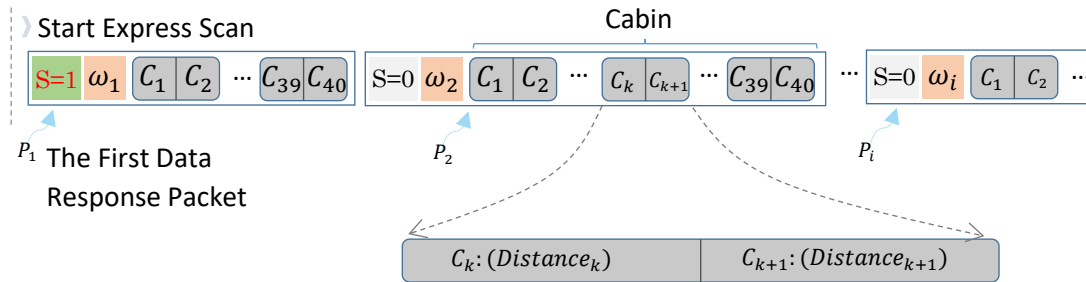 Start Express Scan
Cabin
S=1 ω₁ C₁ C₂ ... C₃₉ C₄₀
S=0 ω₂ C₁ C₂ ... Cₖ Cₖ₊₁ ... C₃₉ C₄₀
... S=0 ωᵢ C₁ C₂ ...
P₁
P₂
Pᵢ
The First Data
Response Packet
Cₖ: (Distanceₖ)
Cₖ₊₁: (Distanceₖ₊₁)